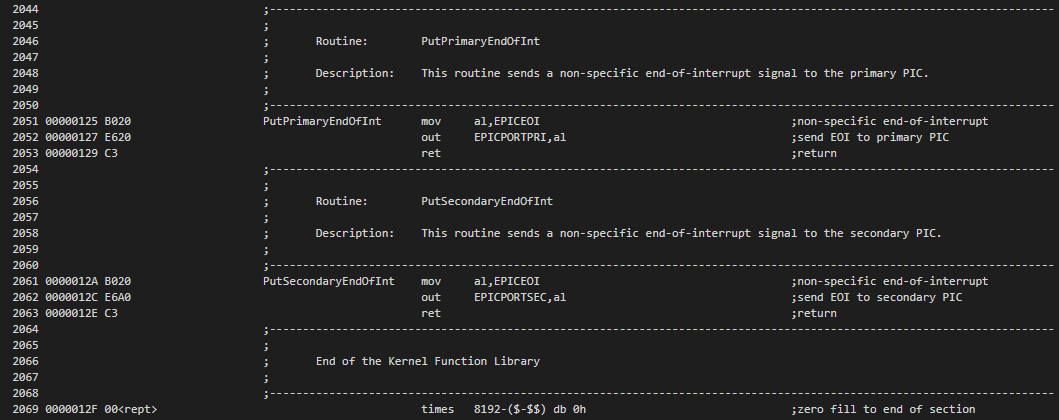 2044 ;---------------------------------------------------------------------------------------------------------------------
2045 ;
2046 ; Routine: PutPrimaryEndOfInt
2047 ;
2048 ; Description: This routine sends a non-specific end-of-interrupt signal to the primary PIC.
2049 ;
2050 ;---------------------------------------------------------------------------------------------------------------------
2051 00000125 B020 PutPrimaryEndOfInt mov al,EPICEOI ;non-specific end-of-interrupt
2052 00000127 E620 out EPICPORTPRI,al ;send EOI to primary PIC
2053 00000129 C3 ret ;return
2054 ;---------------------------------------------------------------------------------------------------------------------
2055 ;
2056 ; Routine: PutSecondaryEndOfInt
2057 ;
2058 ; Description: This routine sends a non-specific end-of-interrupt signal to the secondary PIC.
2059 ;
2060 ;---------------------------------------------------------------------------------------------------------------------
2061 0000012A B020 PutSecondaryEndOfInt mov al,EPICEOI ;non-specific end-of-interrupt
2062 0000012C E6A0 out EPICPORTSEC,al ;send EOI to secondary PIC
2063 0000012E C3 ret ;return
2064 ;---------------------------------------------------------------------------------------------------------------------
2065 ;
2066 ; End of the Kernel Function Library
2067 ;
2068 ;---------------------------------------------------------------------------------------------------------------------
2069 0000012F 00<rept> times 8192-($-$$) db 0h ;zero fill to end of section